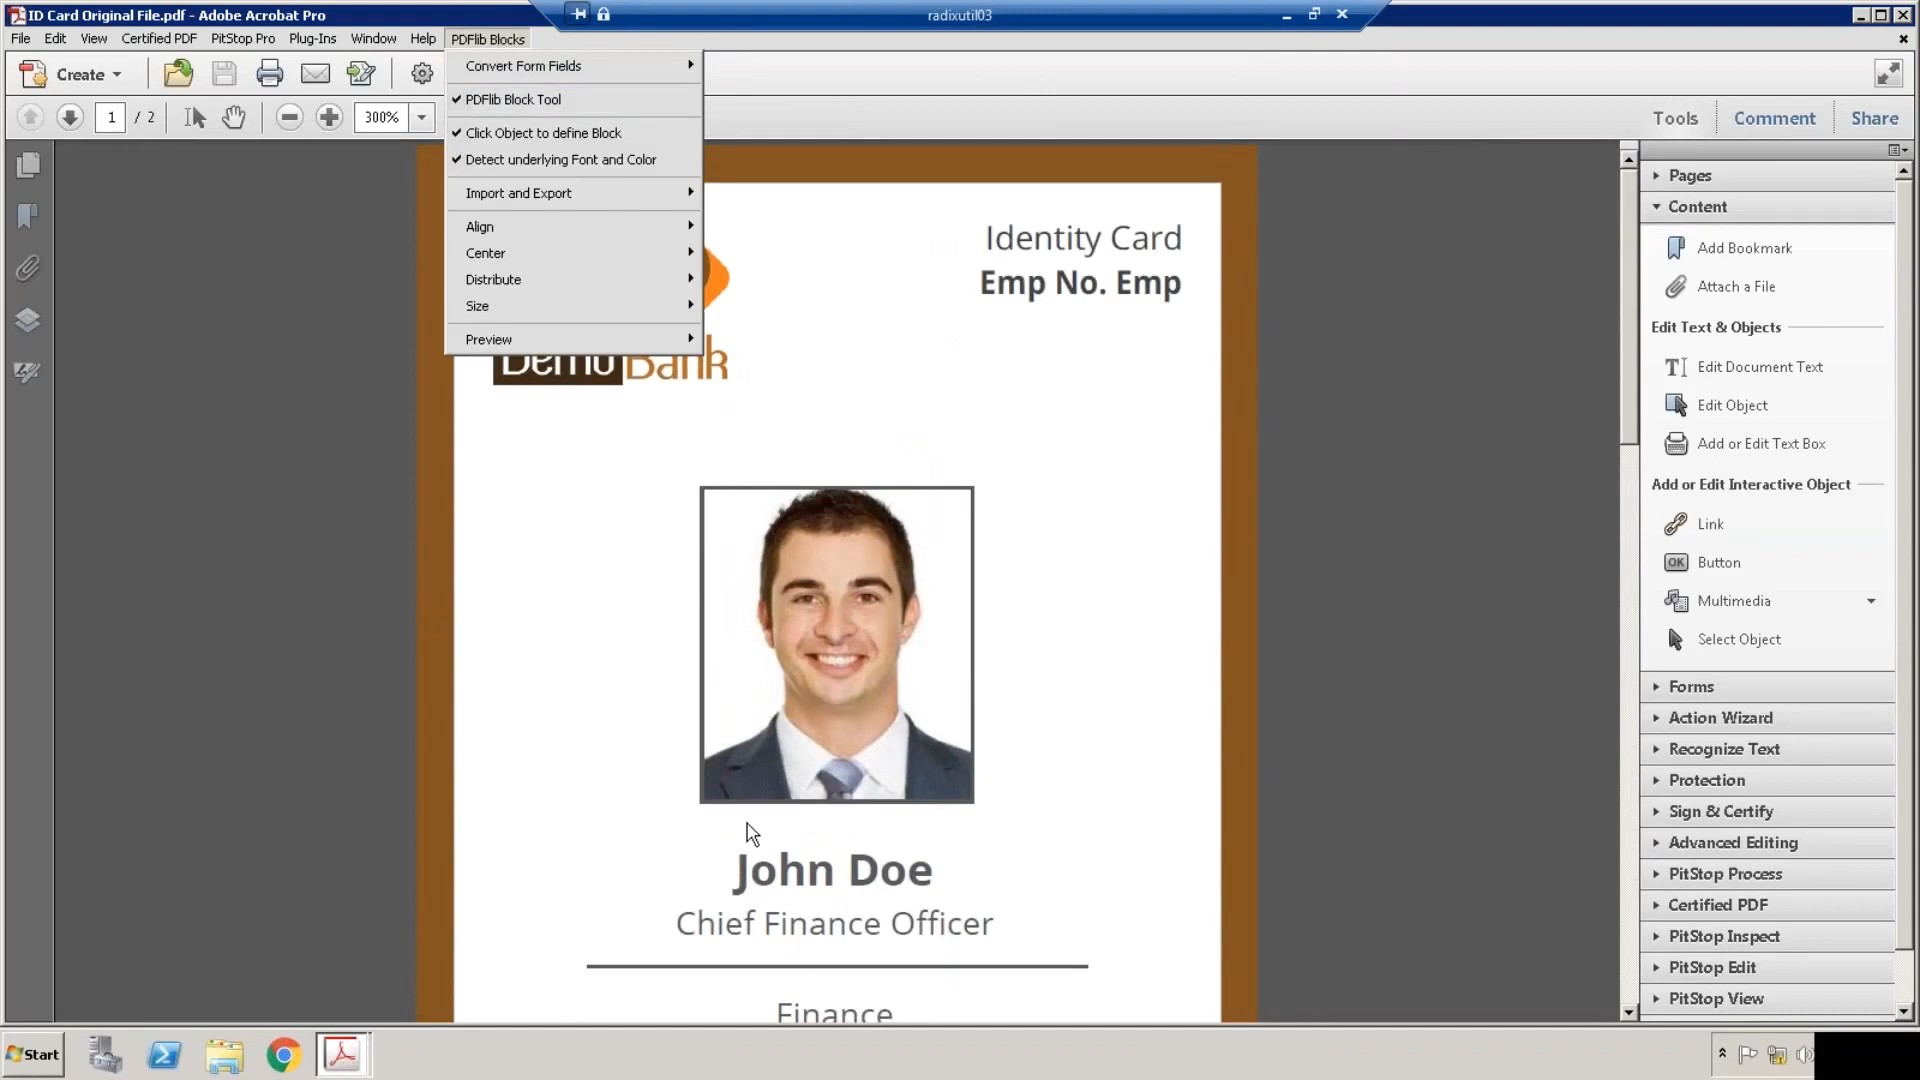 ID Card Original File.pdf - Adobe Acrobat Pro
radixutil03
File Edit View Certified PDF PitStop Pro Plug-Ins Window Help PDFlib Blocks
Create
1 / 2
300%
Tools Comment Share
Convert Form Fields
PDFlib Block Tool
Click Object to define Block
Detect underlying Font and Color
Import and Export
Align
Center
Distribute
Size
Preview
Identity Card
Emp No. Emp
DemoBank
John Doe
Chief Finance Officer
Finance
Pages
Content
Add Bookmark
Attach a File
Edit Text & Objects
Edit Document Text
Edit Object
Add or Edit Text Box
Add or Edit Interactive Object
Link
OK Button
Multimedia
Select Object
Forms
Action Wizard
Recognize Text
Protection
Sign & Certify
Advanced Editing
PitStop Process
Certified PDF
PitStop Inspect
PitStop Edit
PitStop View
Start